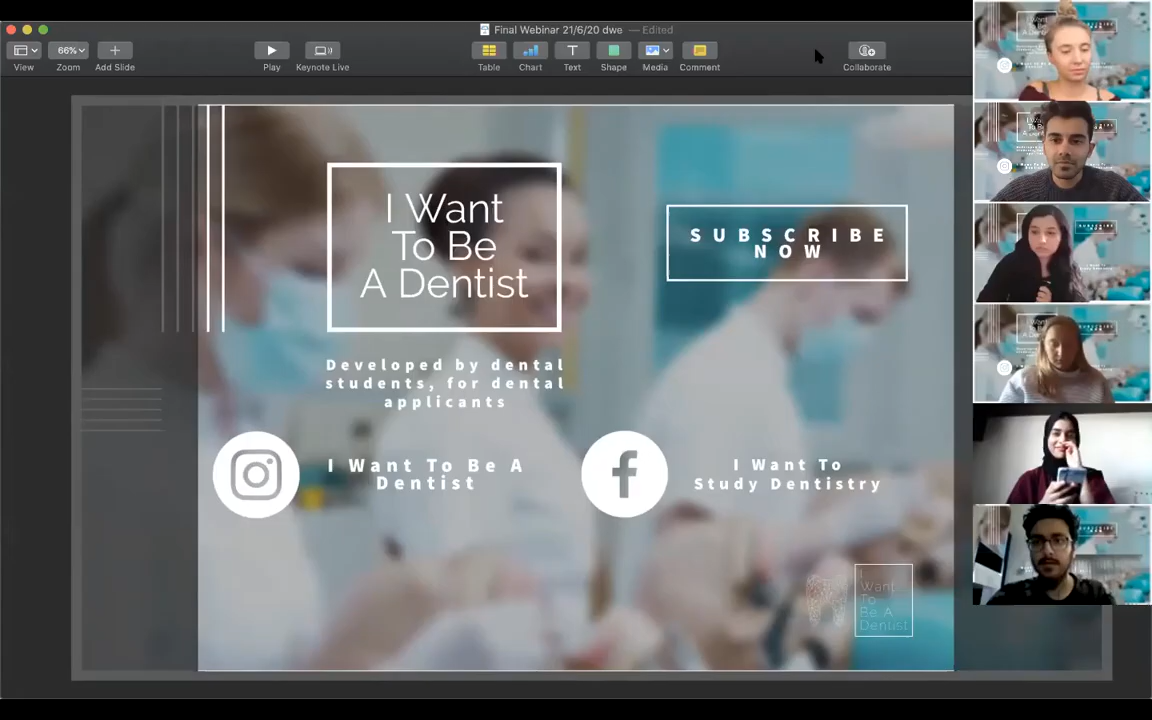 Final Webinar 21/6/20 dwe — Edited
66%
View
Zoom
Add Slide
Play
Keynote Live
Table
Chart
Text
Shape
Media
Comment
Collaborate
I Want
To Be
A Dentist
SUBSCRIBE
NOW
Developed by dental
students, for dental
applicants
I Want To Be A
Dentist
I Want To
Study Dentistry
I
Want
To
Be A
Dentist